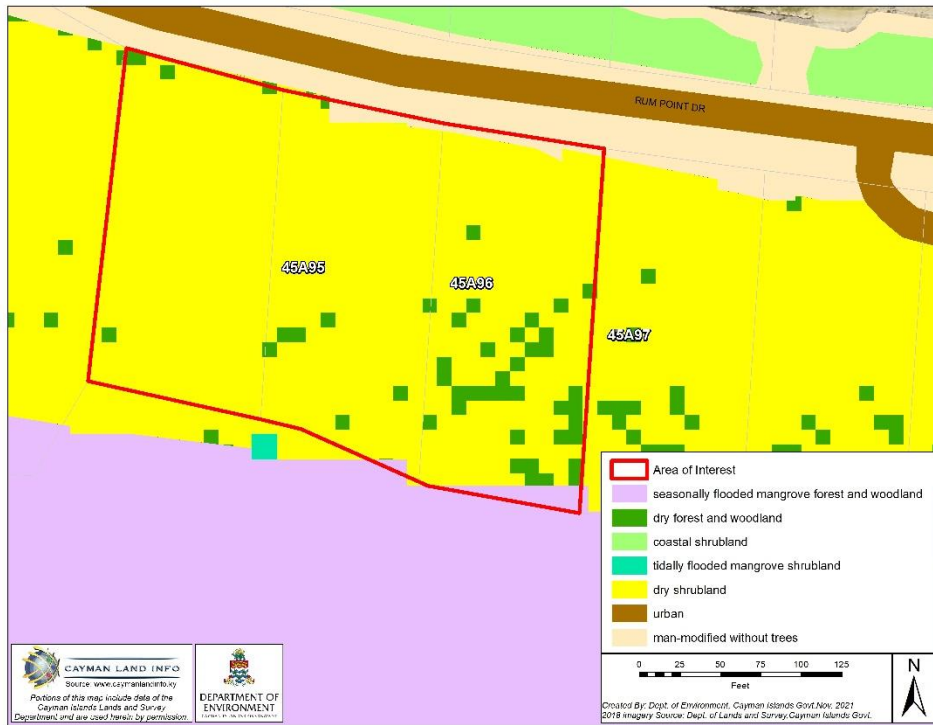 RUM POINT DR
45A95
45A96
45A97
Area of Interest
seasonally flooded mangrove forest and woodland
dry forest and woodland
coastal shrubland
tidally flooded mangrove shrubland
dry shrubland
urban
man-modified without trees
CAYMAN LAND INFO
Source: www.caymanlandinfo.ky
Portions of this map include data of the
Cayman Islands Lands and Survey
Department and are used herein by permission.
DEPARTMENT OF
ENVIRONMENT
0 25 50 75 100 125
Feet
N
Created By: Dept. of Environment, Cayman Islands Govt.Nov. 2021
2018 imagery Source: Dept. of Lands and Survey.Cayman Islands Govt.